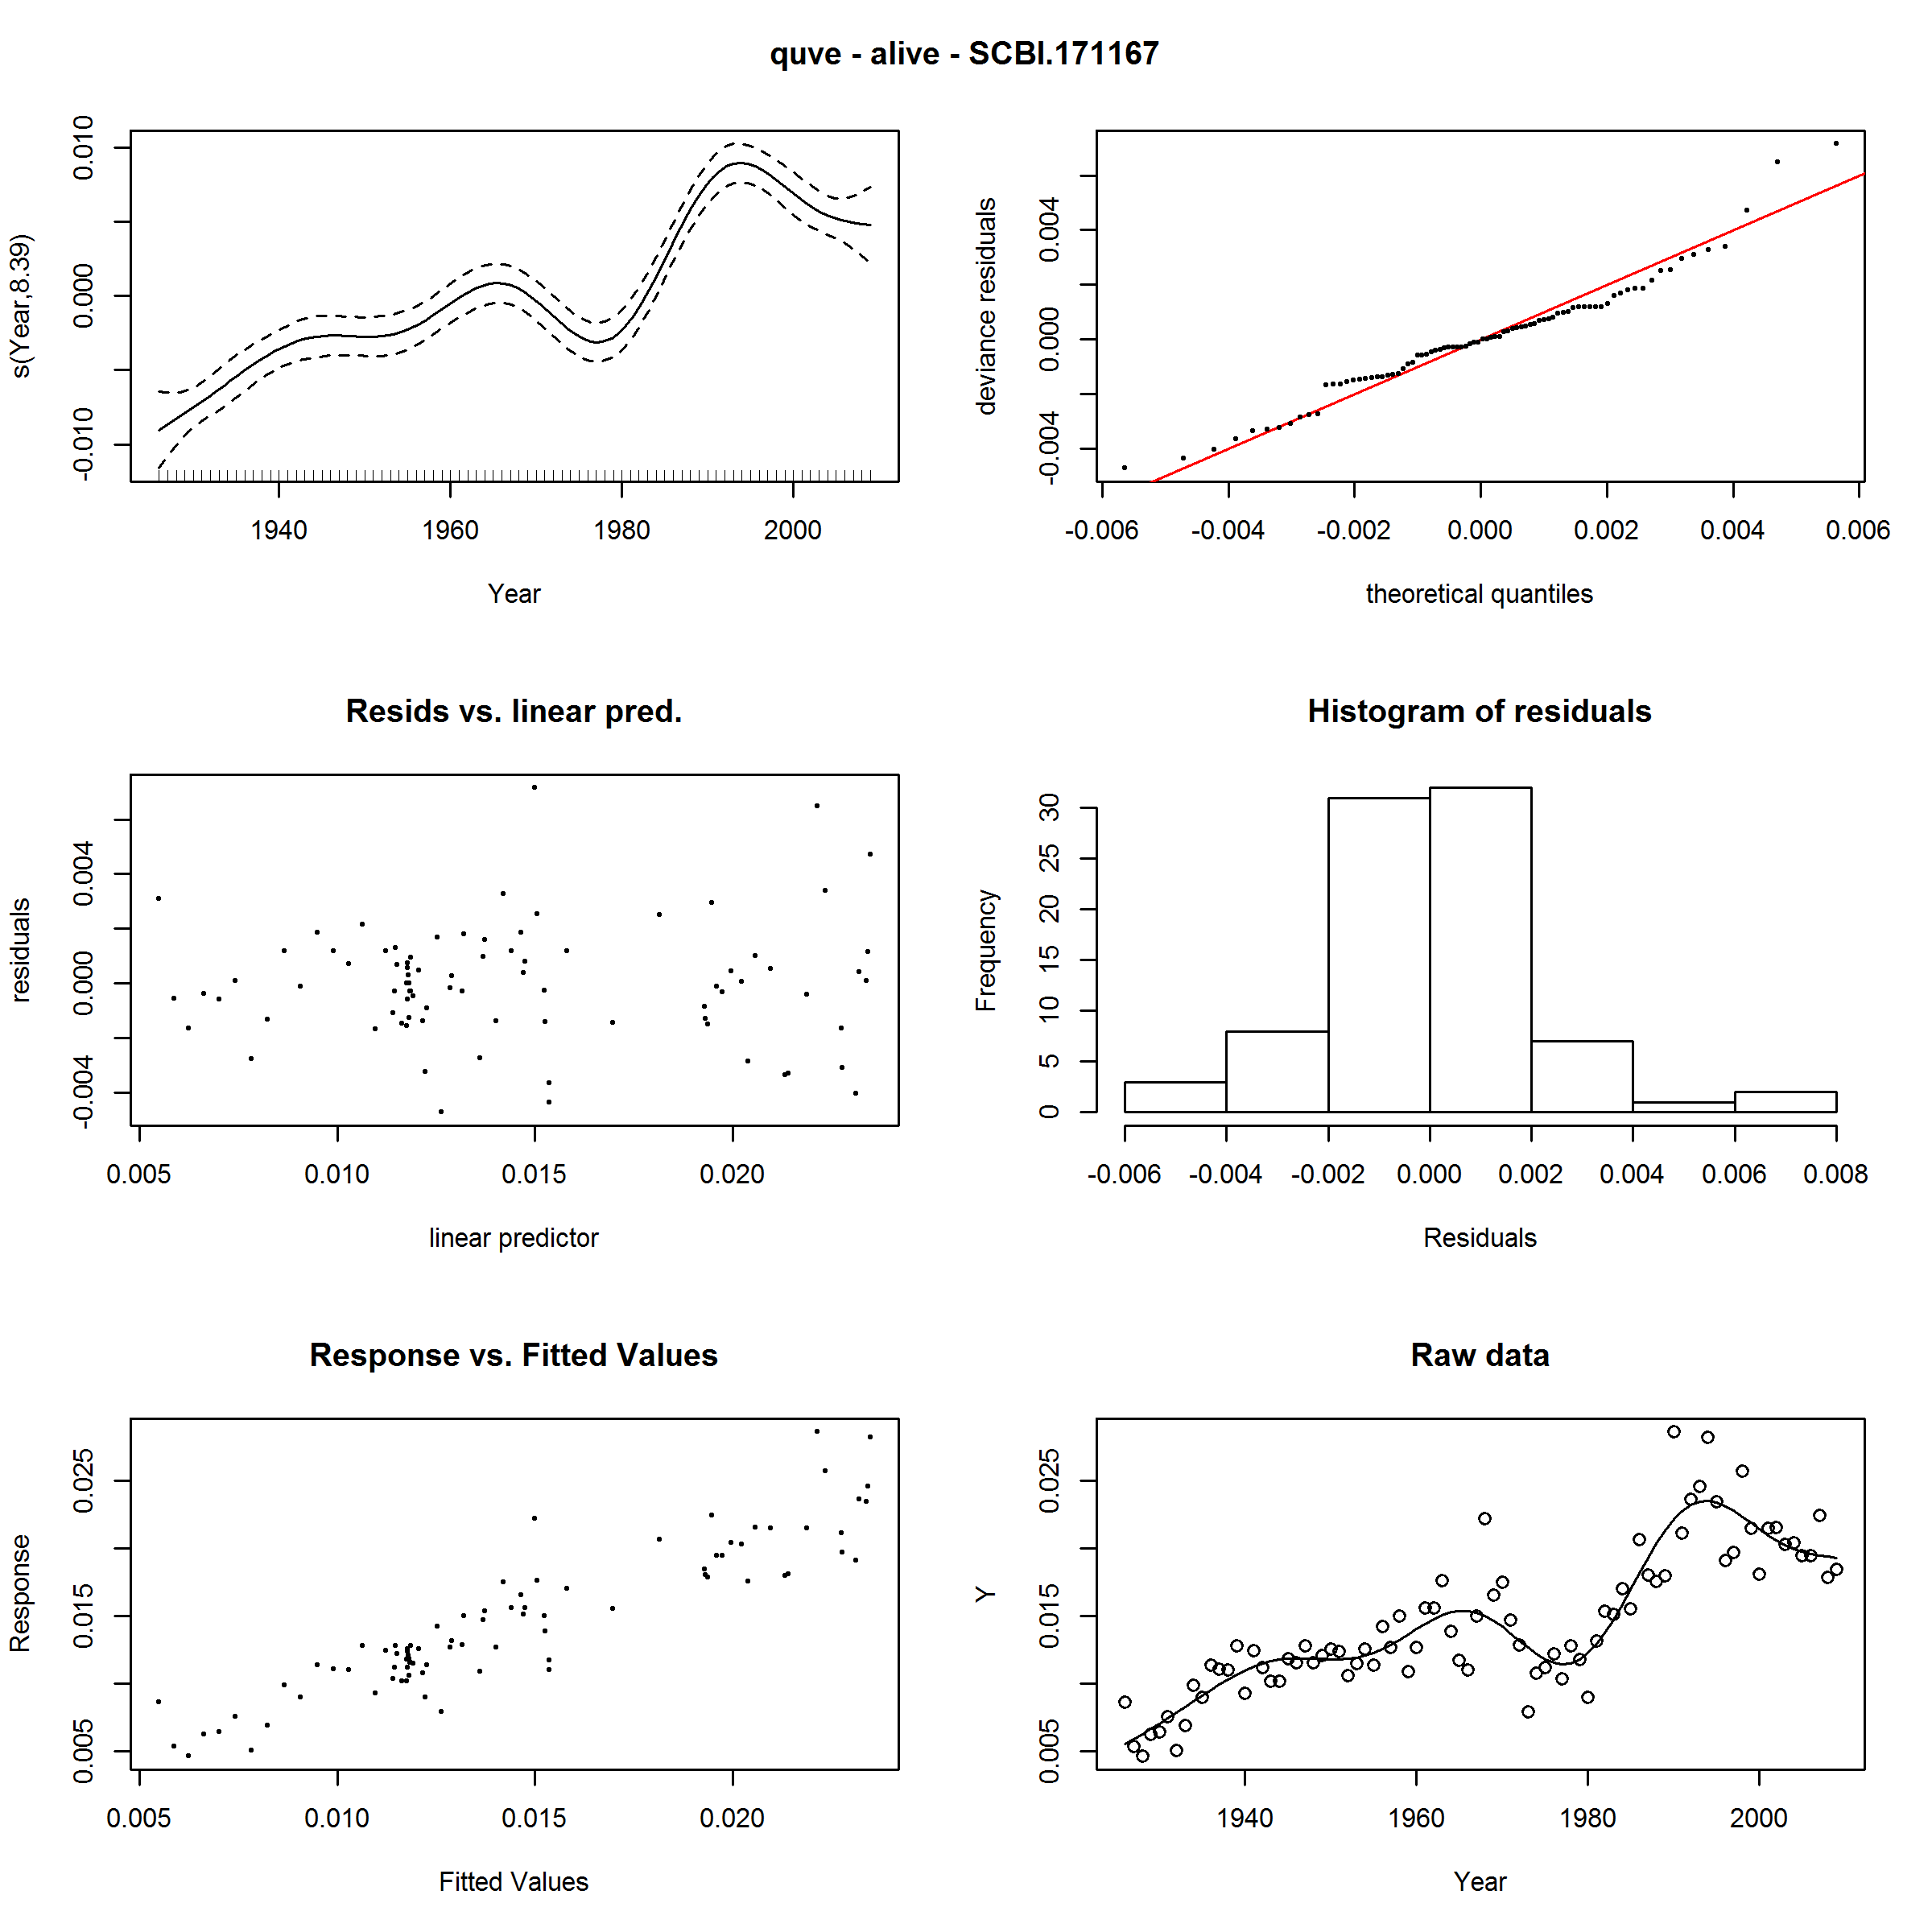 quve - alive - SCBI.171167
s(Year,8.39)
0.010
0.000
-0.010
1940 1960 1980 2000
Year
deviance residuals
0.004
0.000
-0.004
-0.006 -0.004 -0.002 0.000 0.002 0.004 0.006
theoretical quantiles
Resids vs. linear pred.
residuals
0.004
0.000
-0.004
0.005 0.010 0.015 0.020
linear predictor
Histogram of residuals
Frequency
30
25
20
15
10
5
0
-0.006 -0.004 -0.002 0.000 0.002 0.004 0.006 0.008
Residuals
Response vs. Fitted Values
Response
0.025
0.015
0.005
0.005 0.010 0.015 0.020
Fitted Values
Raw data
Y
0.025
0.015
0.005
1940 1960 1980 2000
Year